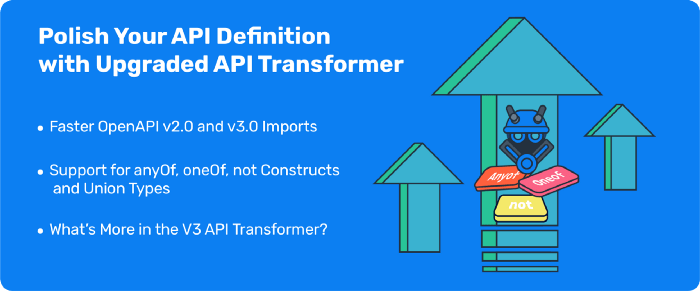 Polish Your API Definition
with Upgraded API Transformer
Faster OpenAPI v2.0 and v3.0 Imports
Support for anyOf, oneOf, not Constructs
and Union Types
What's More in the V3 API Transformer?
Anyof
Oneof
not